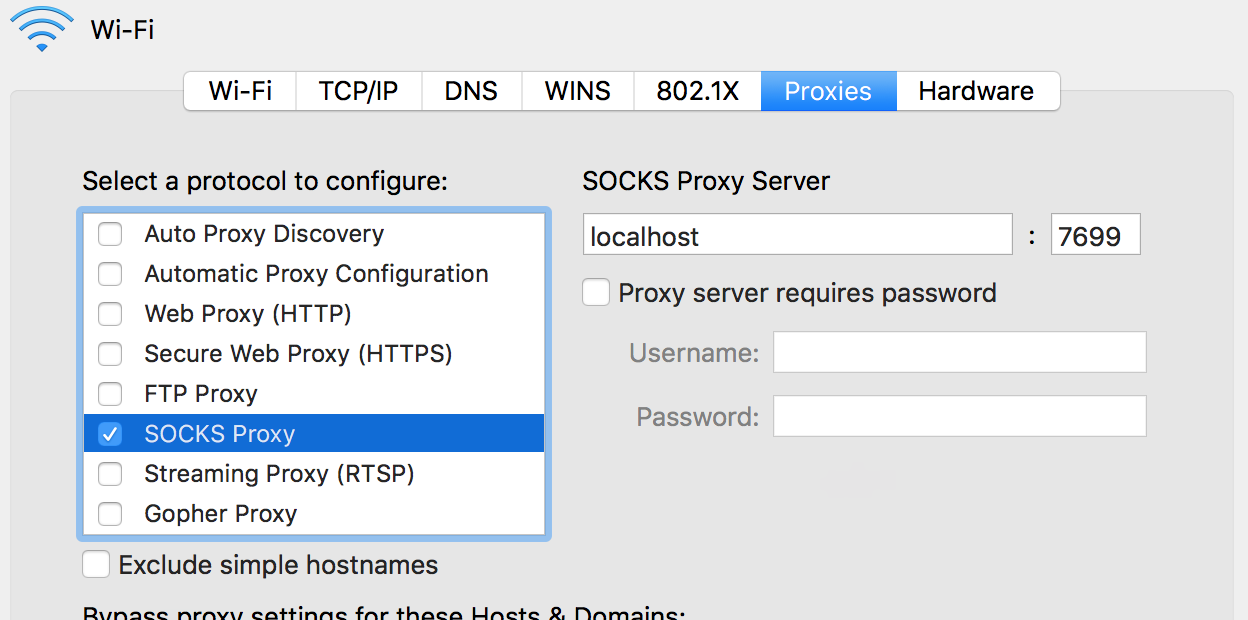 Wi-Fi
Wi-Fi TCP/IP DNS WINS 802.1X Proxies Hardware
Select a protocol to configure:
Auto Proxy Discovery
Automatic Proxy Configuration
Web Proxy (HTTP)
Secure Web Proxy (HTTPS)
FTP Proxy
SOCKS Proxy
Streaming Proxy (RTSP)
Gopher Proxy
Exclude simple hostnames
Bypass proxy settings for these Hosts & Domains:
SOCKS Proxy Server
localhost : 7699
Proxy server requires password
Username:
Password: